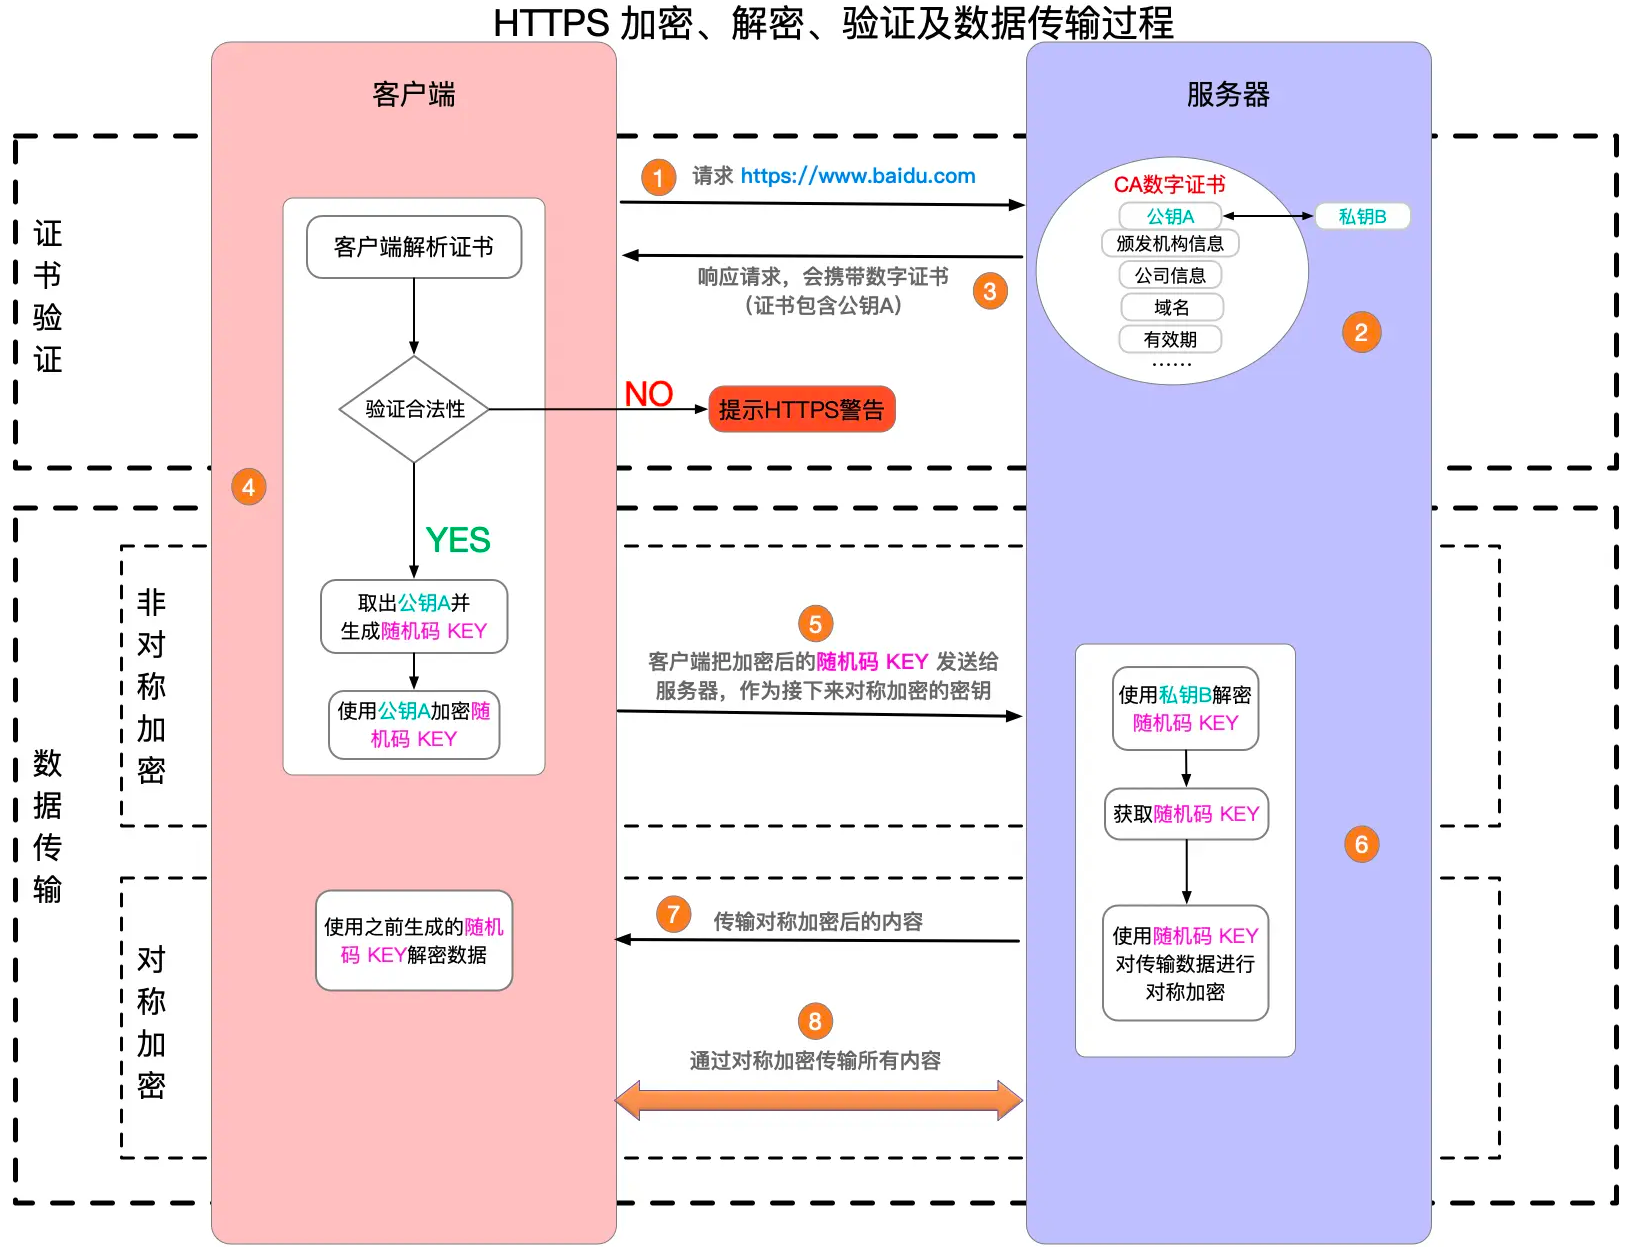 HTTPS 加密、解密、验证及数据传输过程
客户端
服务器
证书验证
1
请求 https://www.baidu.com
CA数字证书
公钥A
私钥B
颁发机构信息
公司信息
域名
有效期
……
2
响应请求，会携带数字证书
（证书包含公钥A）
3
客户端解析证书
验证合法性
NO
提示HTTPS警告
4
YES
数据传输
非对称加密
取出公钥A并
生成随机码 KEY
使用公钥A加密随
机码 KEY
5
客户端把加密后的随机码 KEY 发送给
服务器，作为接下来对称加密的密钥
使用私钥B解密
随机码 KEY
获取随机码 KEY
6
使用随机码 KEY
对传输数据进行
对称加密
对称加密
7
传输对称加密后的内容
使用之前生成的随机
码 KEY解密数据
8
通过对称加密传输所有内容